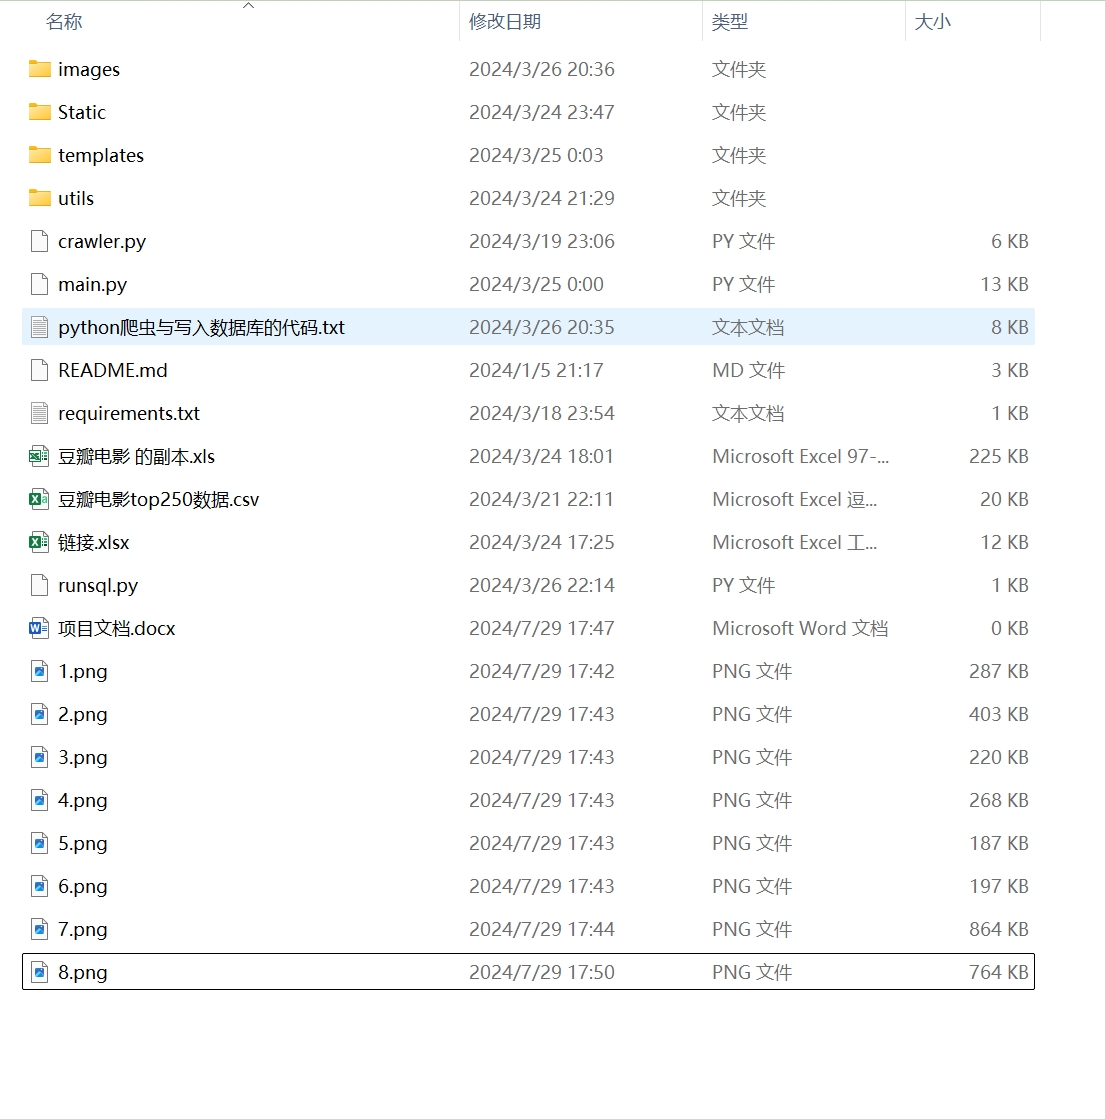 名称 修改日期 类型 大小
images 2024/3/26 20:36 文件夹
Static 2024/3/24 23:47 文件夹
templates 2024/3/25 0:03 文件夹
utils 2024/3/24 21:29 文件夹
crawler.py 2024/3/19 23:06 PY 文件 6 KB
main.py 2024/3/25 0:00 PY 文件 13 KB
python爬虫与写入数据库的代码.txt 2024/3/26 20:35 文本文档 8 KB
README.md 2024/1/5 21:17 MD 文件 3 KB
requirements.txt 2024/3/18 23:54 文本文档 1 KB
豆瓣电影 的副本.xls 2024/3/24 18:01 Microsoft Excel 97-... 225 KB
豆瓣电影top250数据.csv 2024/3/21 22:11 Microsoft Excel 逗... 20 KB
链接.xlsx 2024/3/24 17:25 Microsoft Excel 工... 12 KB
runsql.py 2024/3/26 22:14 PY 文件 1 KB
项目文档.docx 2024/7/29 17:47 Microsoft Word 文档 0 KB
1.png 2024/7/29 17:42 PNG 文件 287 KB
2.png 2024/7/29 17:43 PNG 文件 403 KB
3.png 2024/7/29 17:43 PNG 文件 220 KB
4.png 2024/7/29 17:43 PNG 文件 268 KB
5.png 2024/7/29 17:43 PNG 文件 187 KB
6.png 2024/7/29 17:43 PNG 文件 197 KB
7.png 2024/7/29 17:44 PNG 文件 864 KB
8.png 2024/7/29 17:50 PNG 文件 764 KB